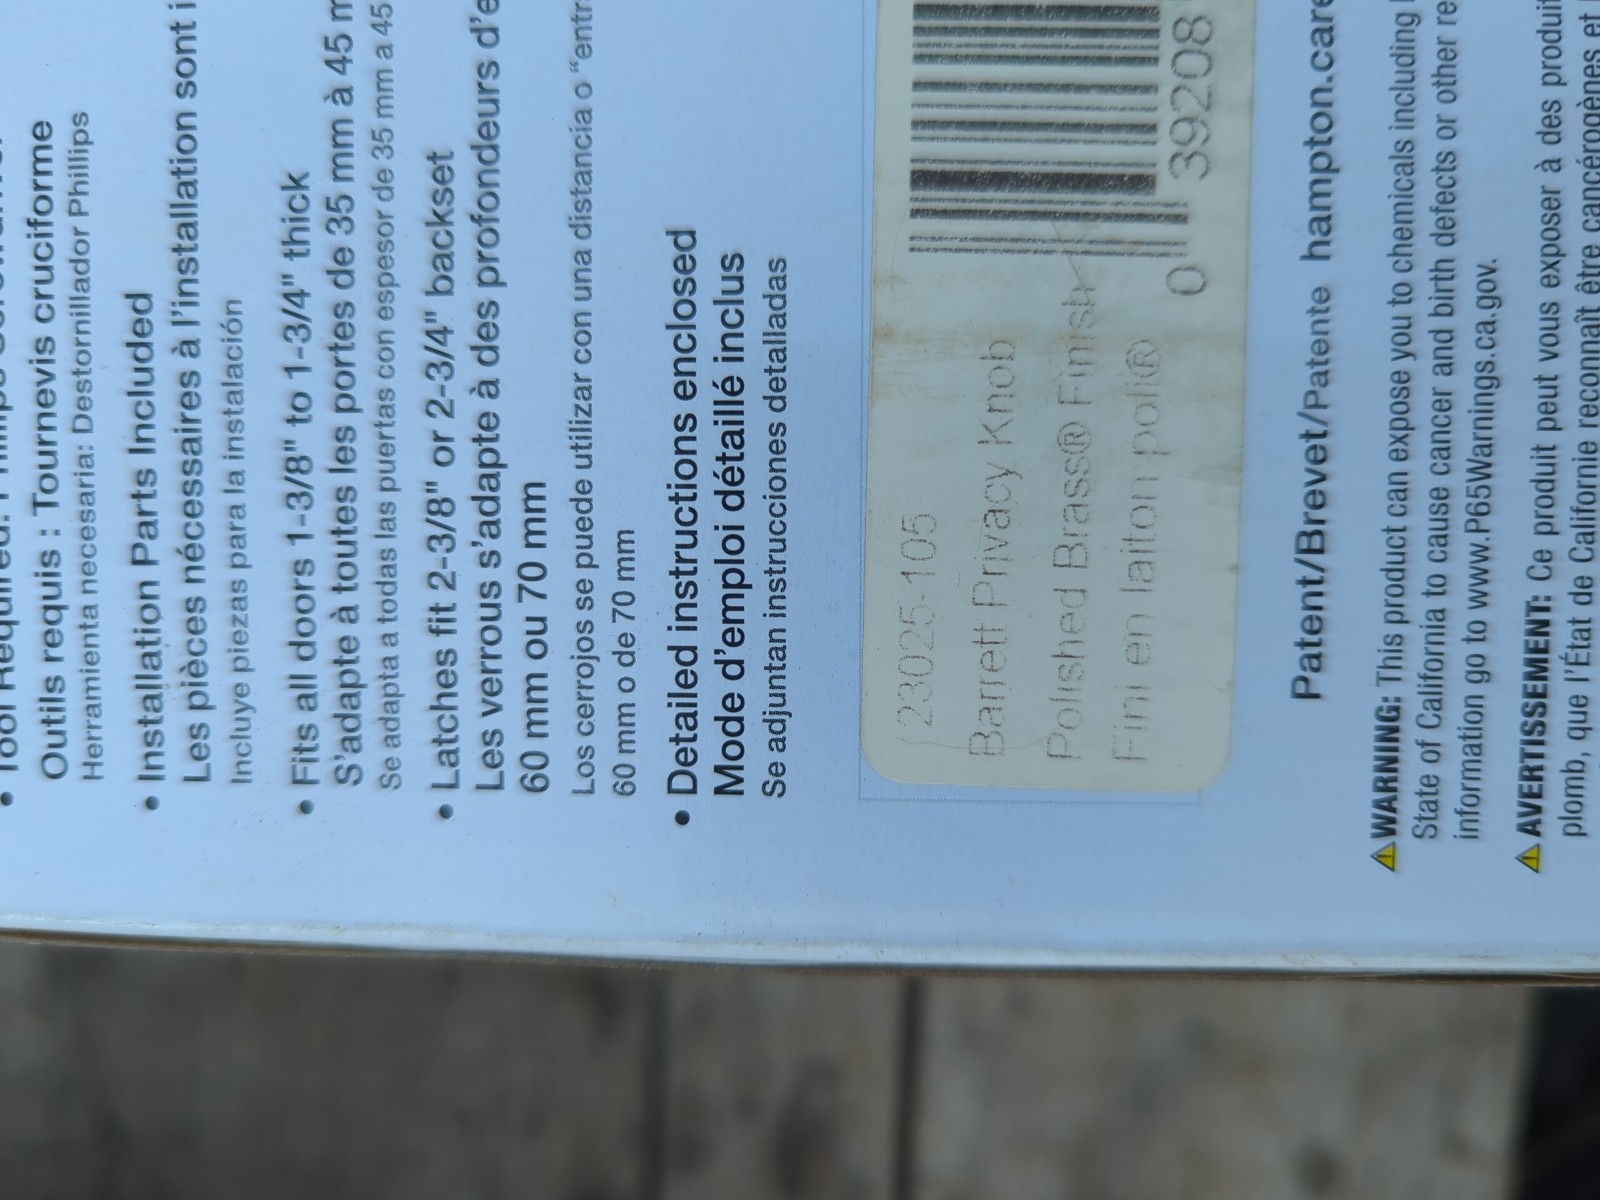 Outils requis : Tournevis cruciforme
Herramienta necesaria: Destornillador Phillips
• Installation Parts Included
Les pièces nécessaires à l'installation sont
Incluye piezas para la instalación
• Fits all doors 1-3/8" to 1-3/4" thick
S'adapte à toutes les portes de 35 mm à 45
Se adapta a todas las puertas con espesor de 35 mm a 45
• Latches fit 2-3/8" or 2-3/4" backset
Les verrous s'adapte à des profondeurs
60 mm ou 70 mm
Los cerrojos se puede utilizar con una distancia o
60 mm o de 70 mm
• Detailed instructions enclosed
Mode d'emploi détaillé inclus
Se adjuntan instrucciones detalladas
23025-105
Barrett Privacy Knob
Polished Brass® Finish
Fini en laiton poli®
0 39208
Patent/Brevet/Patente hampton.care
⚠ WARNING: This product can expose you to chemicals including
State of California to cause cancer and birth defects or other
information go to www.P65Warnings.ca.gov.
⚠ AVERTISSEMENT: Ce produit peut vous exposer à des
plomb, que l'État de Californie reconnaît être cancérogènes et